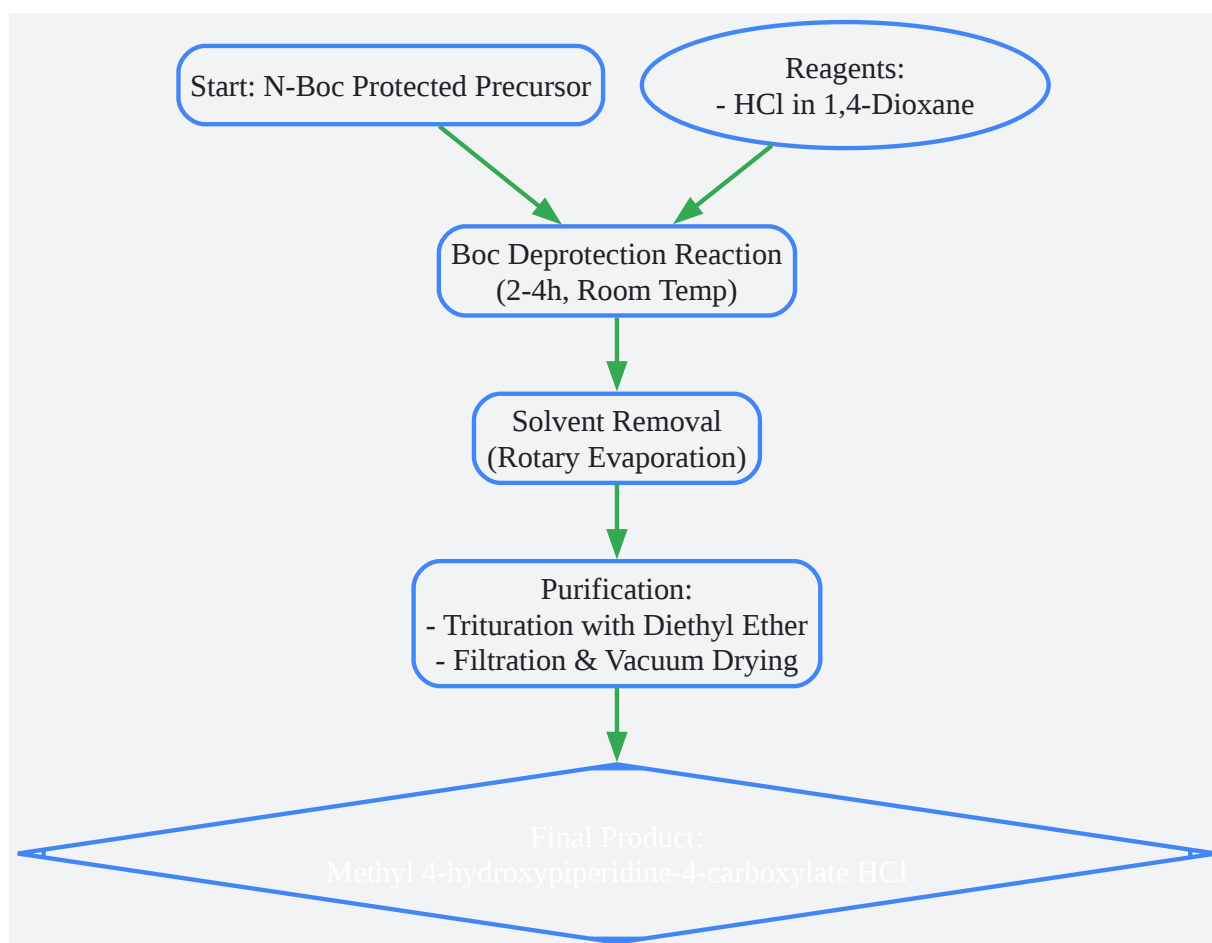 Start: N-Boc Protected Precursor
Reagents:
- HCl in 1,4-Dioxane
Boc Deprotection Reaction
(2-4h, Room Temp)
Solvent Removal
(Rotary Evaporation)
Purification:
- Trituration with Diethyl Ether
- Filtration & Vacuum Drying
Final Product:
Methyl 4-hydroxypiperidine-4-carboxylate HCl